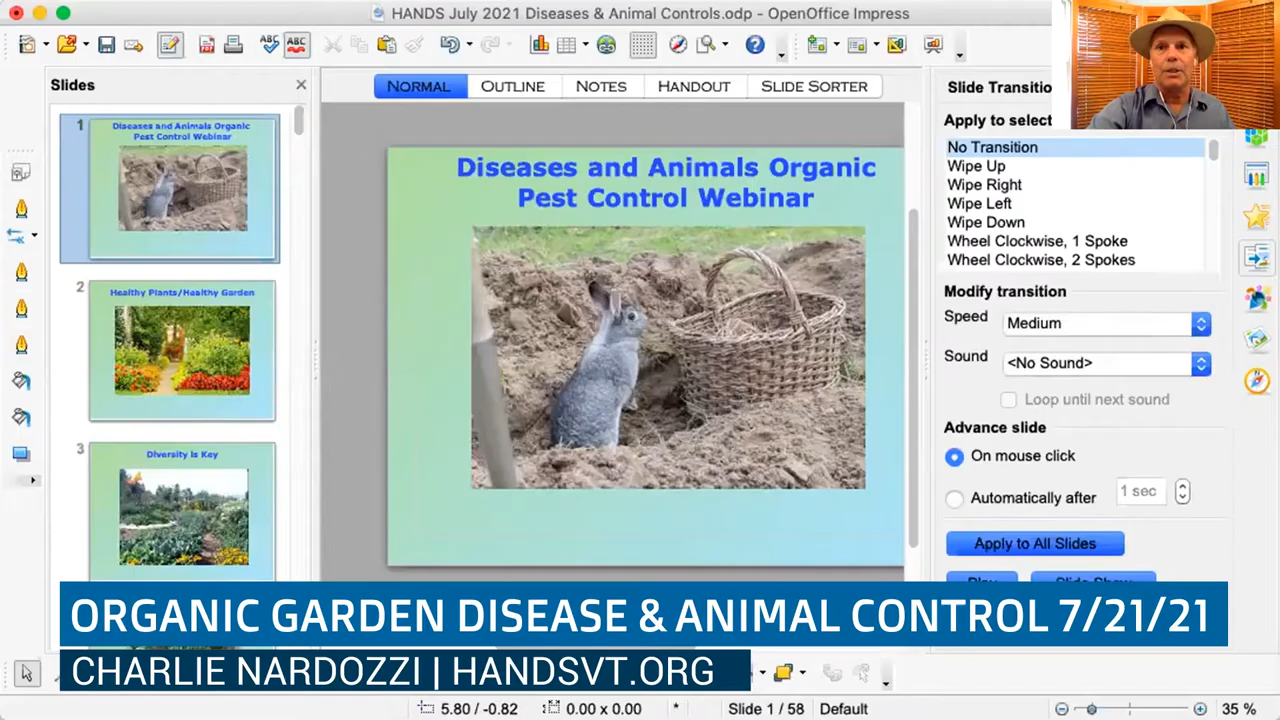 HANDS July 2021 Diseases & Animal Controls.odp - OpenOffice Impress
ABC
ABC
Slides
NORMAL
OUTLINE
NOTES
HANDOUT
SLIDE SORTER
1
Diseases and Animals Organic
Pest Control Webinar
2
Healthy Plants/Healthy Garden
3
Diversity is Key
Diseases and Animals Organic
Pest Control Webinar
Apply to select
No Transition
Wipe Up
Wipe Right
Wipe Left
Wipe Down
Wheel Clockwise, 1 Spoke
Wheel Clockwise, 2 Spokes
Modify transition
Speed
Medium
Sound
<No Sound>
Loop until next sound
Advance slide
On mouse click
Automatically after
1 sec
Apply to All Slides
Play
Slide Show
ORGANIC GARDEN DISEASE & ANIMAL CONTROL 7/21/21
CHARLIE NARDOZZI | HANDSVT.ORG
5.80 / -0.82
0.00 x 0.00
*
Slide 1 / 58
Default
35 %